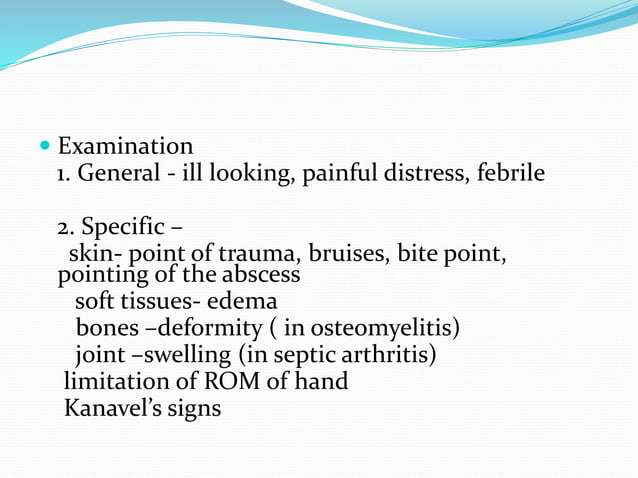 Examination
1. General - ill looking, painful distress, febrile
2. Specific –
skin- point of trauma, bruises, bite point,
pointing of the abscess
soft tissues- edema
bones –deformity ( in osteomyelitis)
joint –swelling (in septic arthritis)
limitation of ROM of hand
Kanavel’s signs